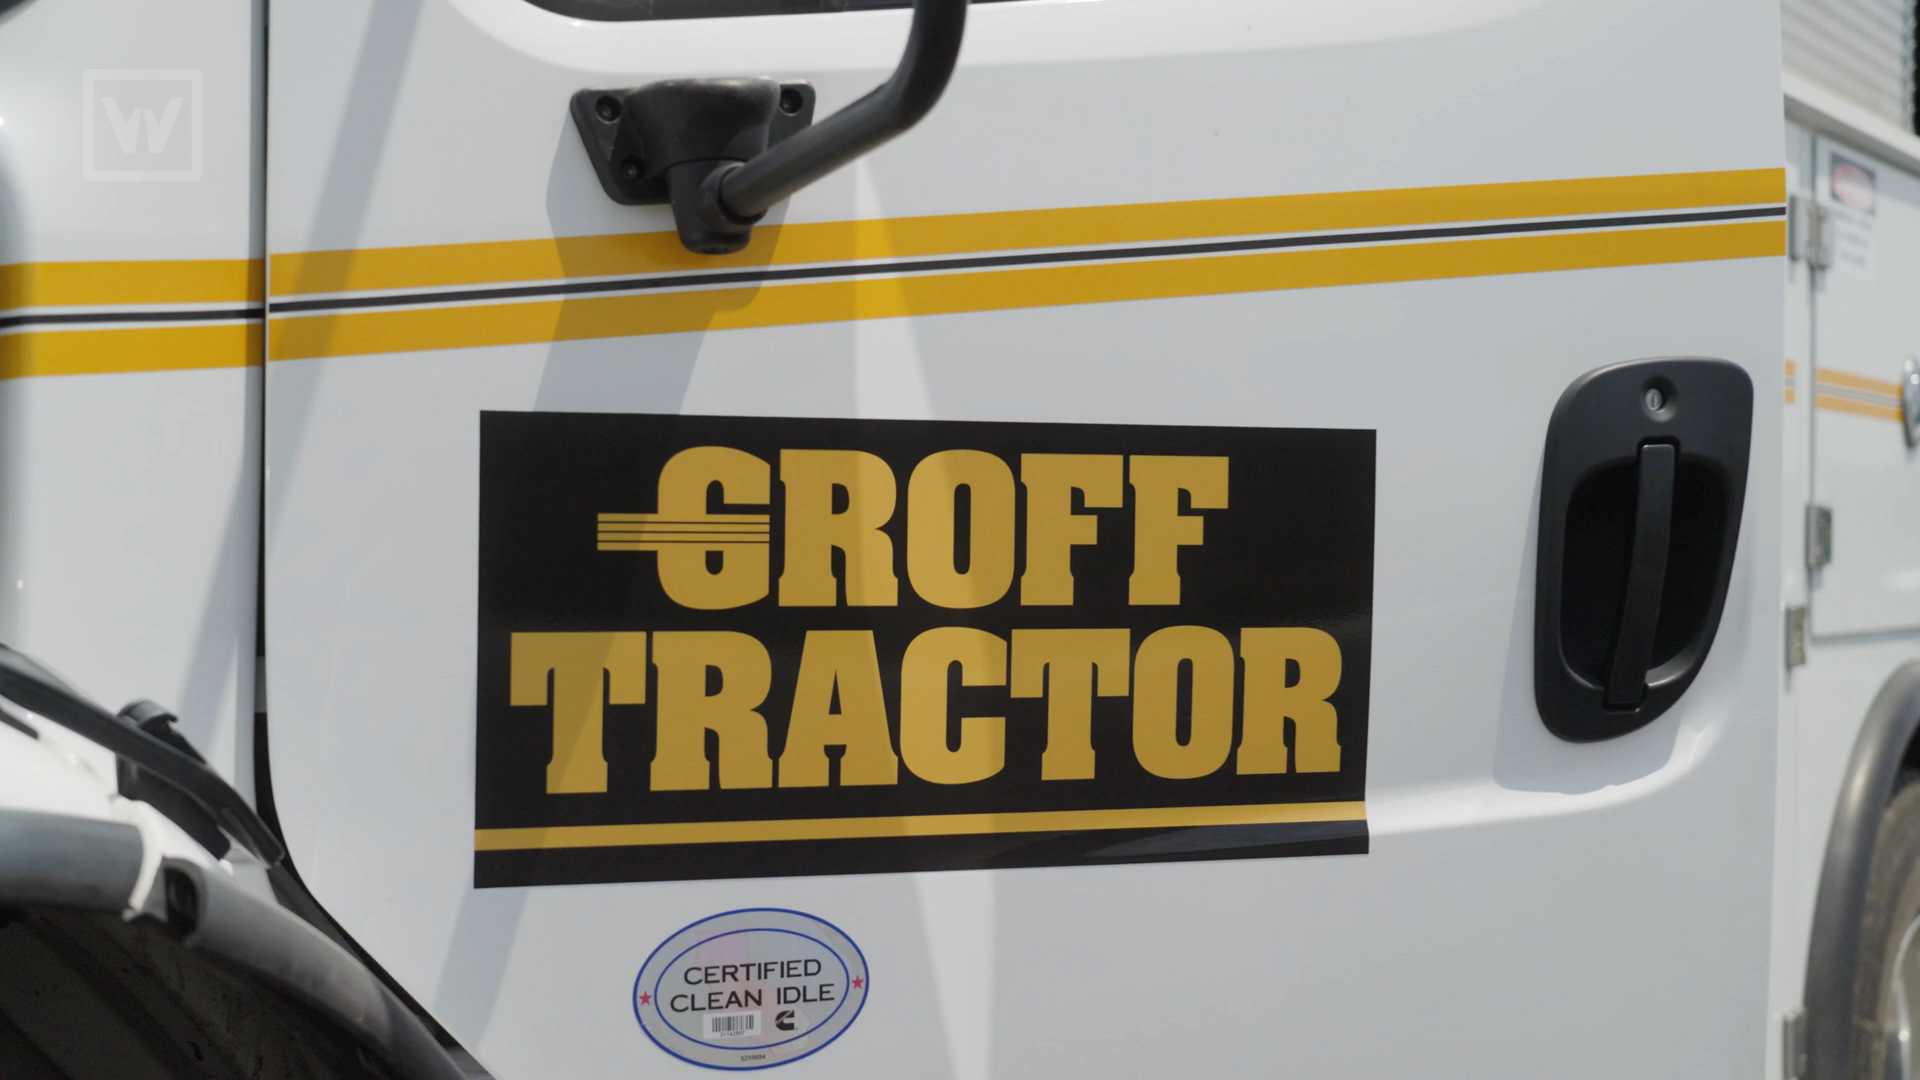 W
GROFF
TRACTOR
CERTIFIED
CLEAN IDLE